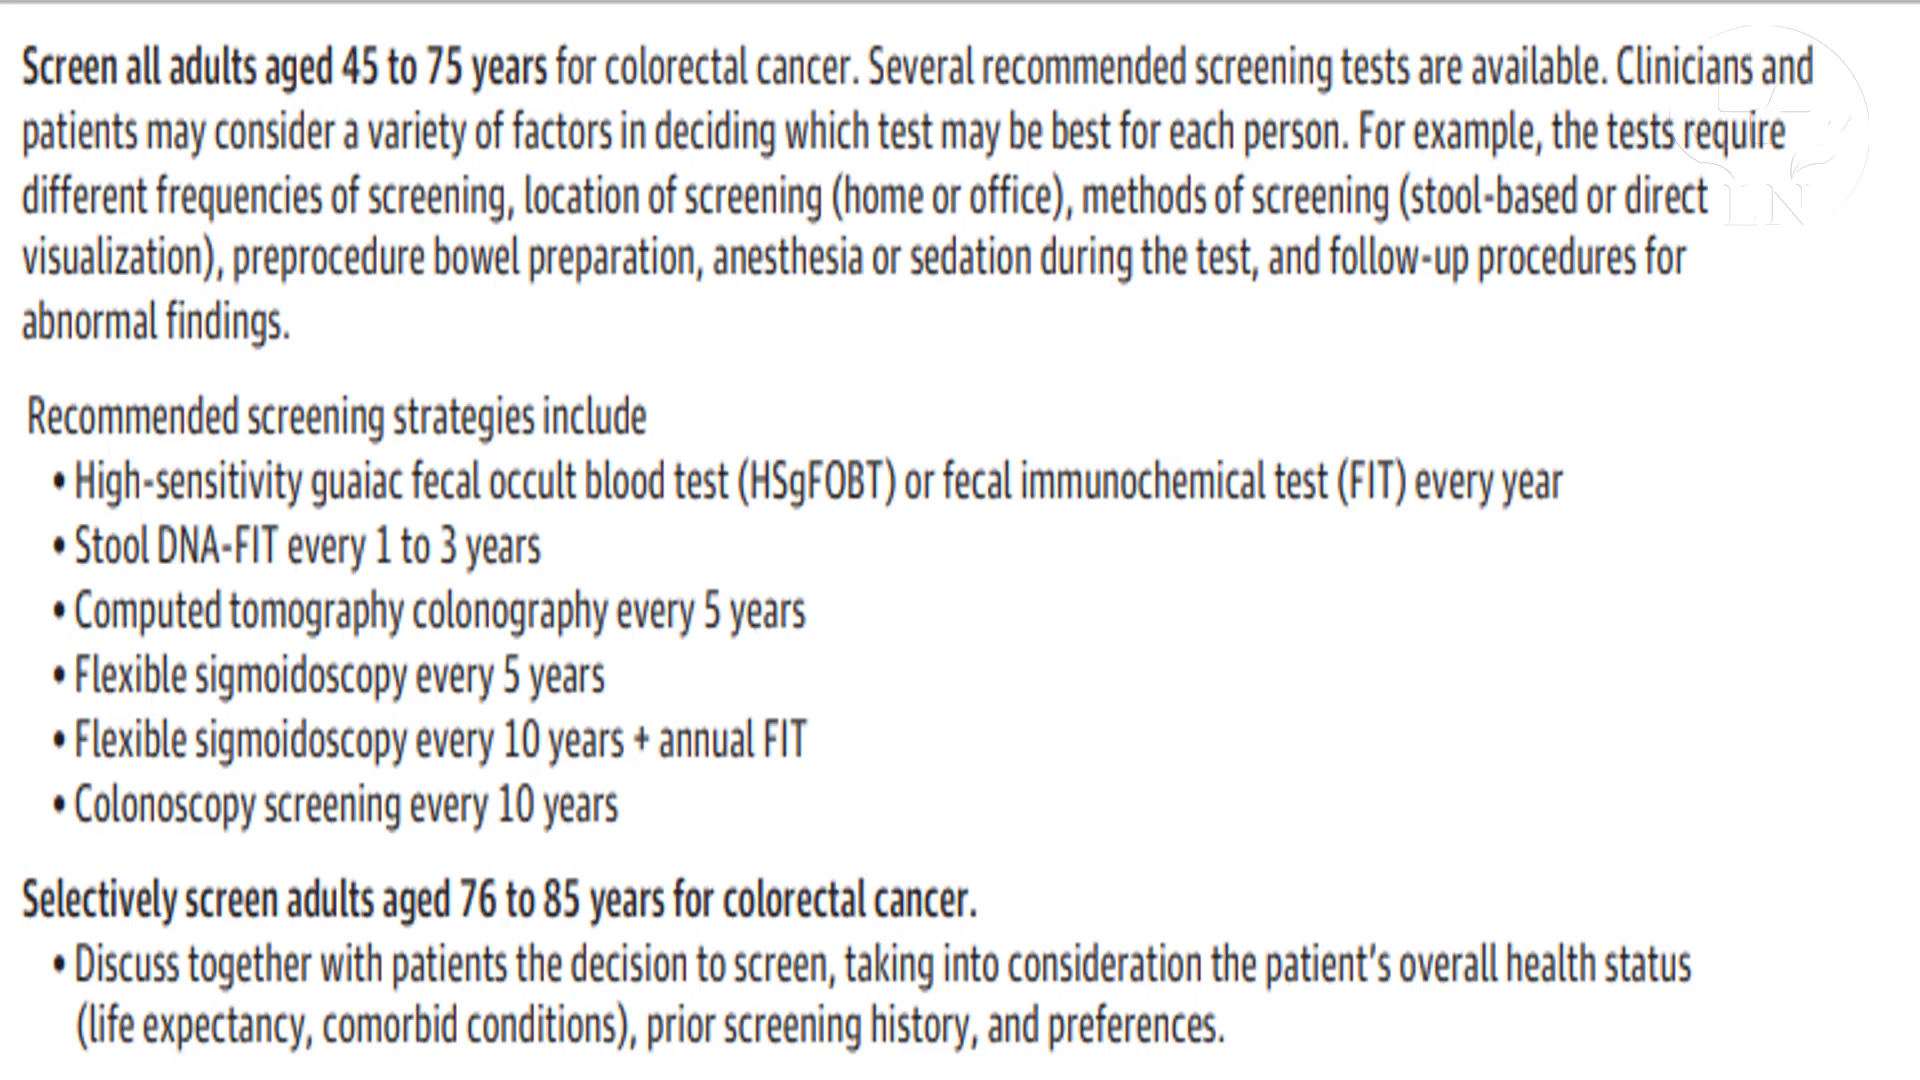 Screen all adults aged 45 to 75 years for colorectal cancer. Several recommended screening tests are available. Clinicians and
patients may consider a variety of factors in deciding which test may be best for each person. For example, the tests require
different frequencies of screening, location of screening (home or office), methods of screening (stool-based or direct
visualization), preprocedure bowel preparation, anesthesia or sedation during the test, and follow-up procedures for
abnormal findings.
Recommended screening strategies include
• High-sensitivity guaiac fecal occult blood test (HSgFOBT) or fecal immunochemical test (FIT) every year
• Stool DNA-FIT every 1 to 3 years
• Computed tomography colonography every 5 years
• Flexible sigmoidoscopy every 5 years
• Flexible sigmoidoscopy every 10 years + annual FIT
• Colonoscopy screening every 10 years
Selectively screen adults aged 76 to 85 years for colorectal cancer.
• Discuss together with patients the decision to screen, taking into consideration the patient's overall health status
(life expectancy, comorbid conditions), prior screening history, and preferences.
LN